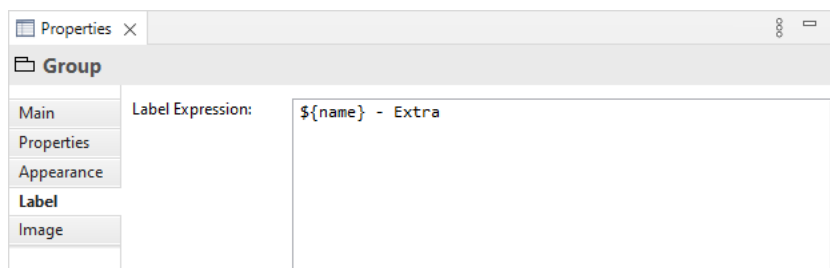 Properties
Group
Main
Label Expression:
${name} - Extra
Properties
Appearance
Label
Image